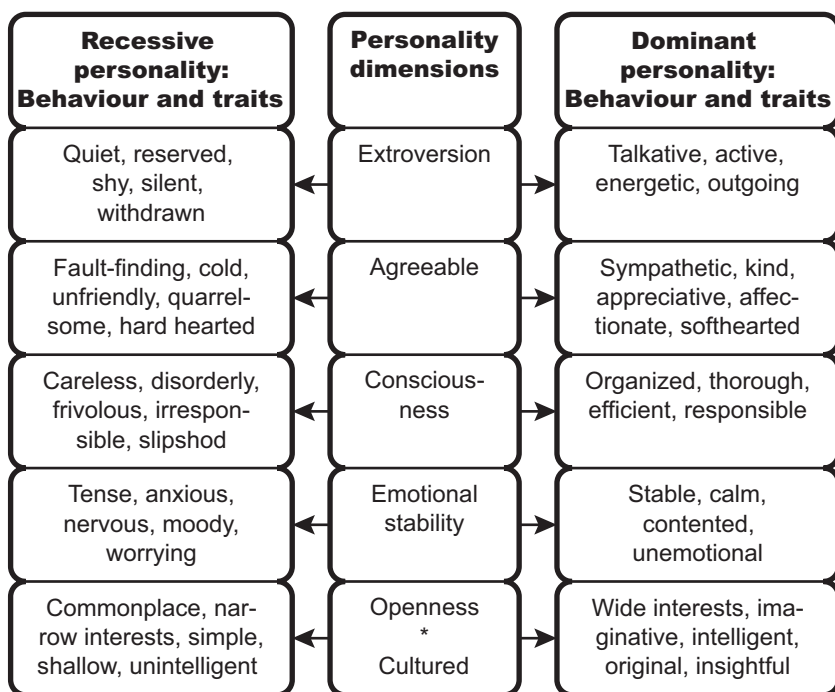 Recessive
personality:
Behaviour and traits
Personality
dimensions
Dominant
personality:
Behaviour and traits
Quiet, reserved,
shy, silent,
withdrawn
Extroversion
Talkative, active,
energetic, outgoing
Fault-finding, cold,
unfriendly, quarrel-
some, hard hearted
Agreeable
Sympathetic, kind,
appreciative, affec-
tionate, softhearted
Careless, disorderly,
frivolous, irrespon-
sible, slipshod
Conscious-
ness
Organized, thorough,
efficient, responsible
Tense, anxious,
nervous, moody,
worrying
Emotional
stability
Stable, calm,
contented,
unemotional
Commonplace, nar-
row interests, simple,
shallow, unintelligent
Openness
*
Cultured
Wide interests, ima-
ginative, intelligent,
original, insightful